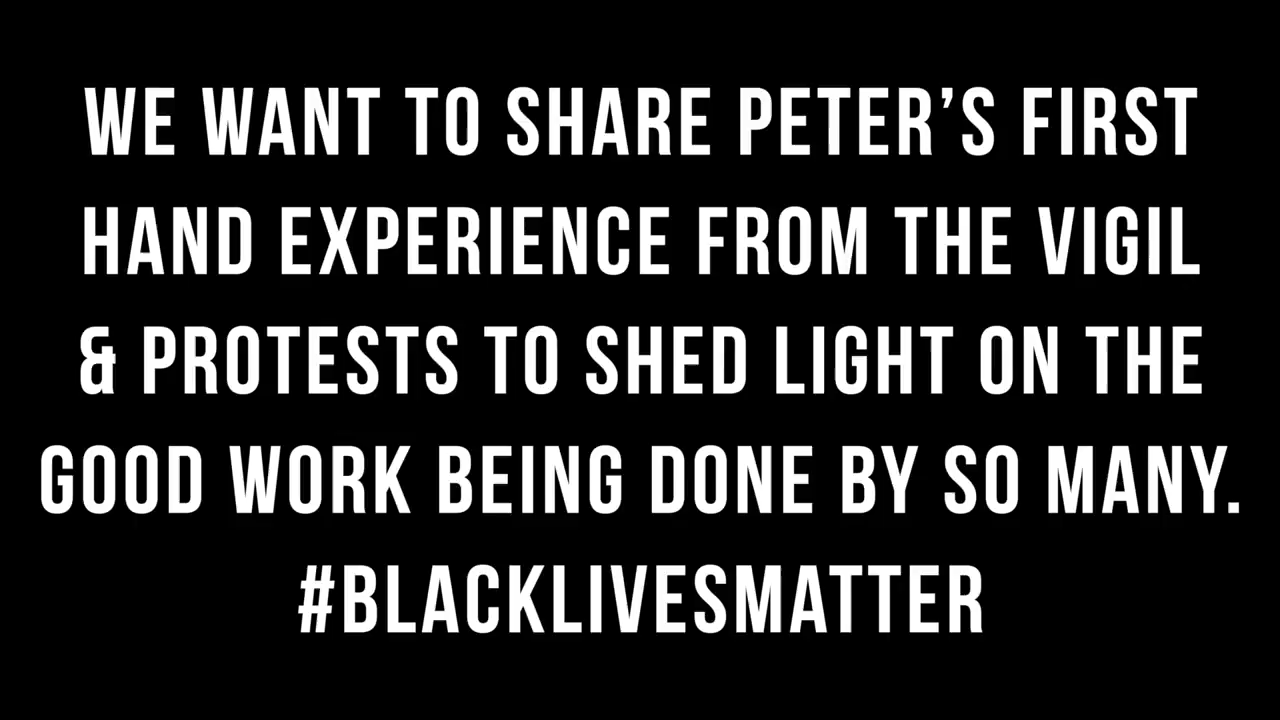 WE WANT TO SHARE PETER’S FIRST
HAND EXPERIENCE FROM THE VIGIL
& PROTESTS TO SHED LIGHT ON THE
GOOD WORK BEING DONE BY SO MANY.
#BLACKLIVESMATTER